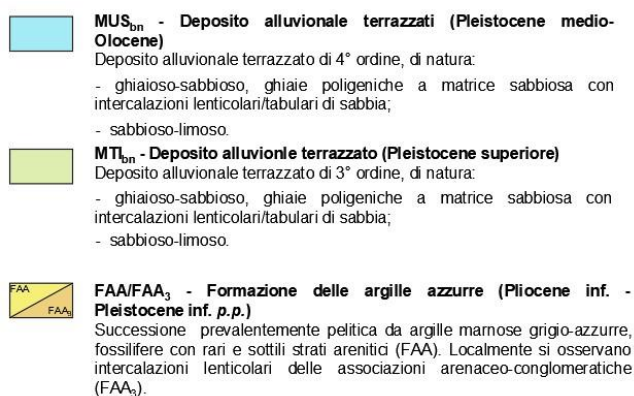 MUSbn - Deposito alluvionale terrazzati (Pleistocene medio-
Olocene)
Deposito alluvionale terrazzato di 4° ordine, di natura:
- ghiaioso-sabbioso, ghiaie poligeniche a matrice sabbiosa con
intercalazioni lenticolari/tabulari di sabbia;
- sabbioso-limoso.
MTIbn - Deposito alluvionle terrazzato (Pleistocene superiore)
Deposito alluvionale terrazzato di 3° ordine, di natura:
- ghiaioso-sabbioso, ghiaie poligeniche a matrice sabbiosa con
intercalazioni lenticolari/tabulari di sabbia;
- sabbioso-limoso.
FAA
FAA3
FAA/FAA3 - Formazione delle argille azzurre (Pliocene inf. -
Pleistocene inf. p.p.)
Successione prevalentemente pelitica da argille marnose grigio-azzurre,
fossilifere con rari e sottili strati arenitici (FAA). Localmente si osservano
intercalazioni lenticolari delle associazioni arenaceo-conglomeratiche
(FAA3).